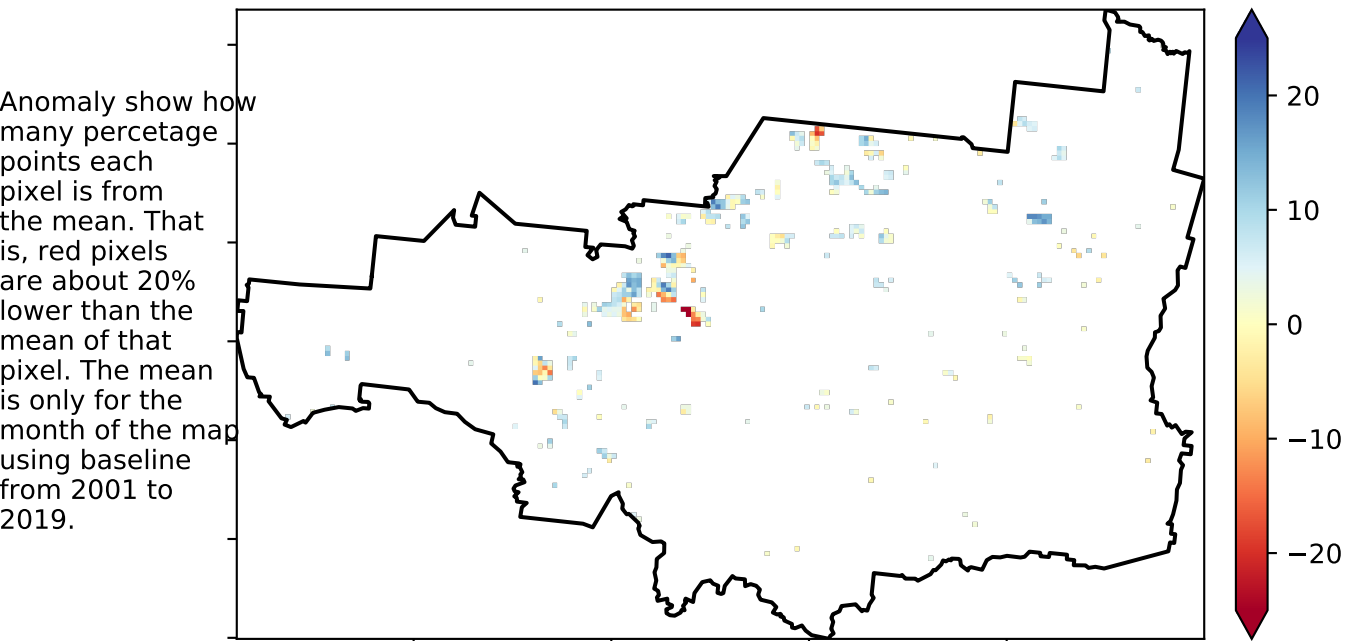 Anomaly show how
many percetage
points each
pixel is from
the mean. That
is, red pixels
are about 20%
lower than the
mean of that
pixel. The mean
is only for the
month of the map
using baseline
from 2001 to
2019.
20
10
0
−10
−20